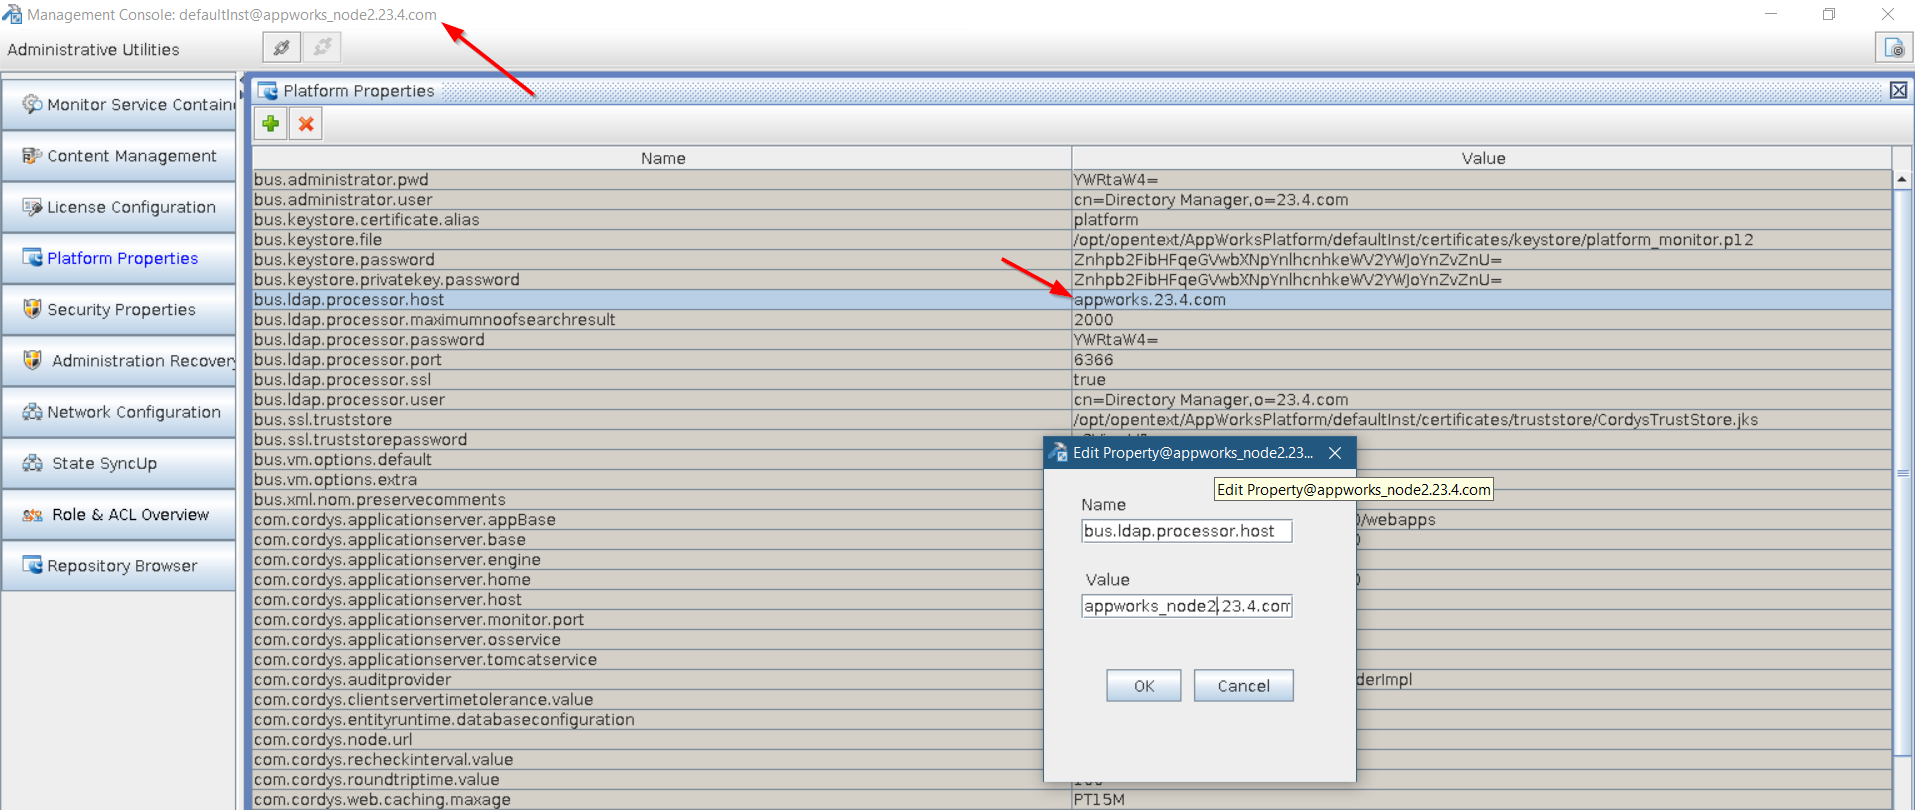 Management Console: defaultInst@appworks_node2.23.4.com
Administrative Utilities
Monitor Service Contain
Content Management
License Configuration
Platform Properties
Security Properties
Administration Recovery
Network Configuration
State SyncUp
Role & ACL Overview
Repository Browser
Platform Properties
Name Value
bus.administrator.pwd YWRtaW4=
bus.administrator.user cn=Directory Manager,o=23.4.com
bus.keystore.certificate.alias platform
bus.keystore.file /opt/opentext/AppWorksPlatform/defaultInst/certificates/keystore/platform_monitor.p12
bus.keystore.password Znhpb2FibHFqeGVwbXNpYnlhcnhkeWV2YWJoYnZvZnU=
bus.keystore.privatekey.password Znhpb2FibHFqeGVwbXNpYnlhcnhkeWV2YWJoYnZvZnU=
bus.ldap.processor.host appworks.23.4.com
bus.ldap.processor.maximumnoofsearchresult 2000
bus.ldap.processor.password YWRtaW4=
bus.ldap.processor.port 6366
bus.ldap.processor.ssl true
bus.ldap.processor.user cn=Directory Manager,o=23.4.com
bus.ssl.truststore /opt/opentext/AppWorksPlatform/defaultInst/certificates/truststore/CordysTrustStore.jks
bus.ssl.truststorepassword
bus.vm.options.default
bus.vm.options.extra
bus.xml.nom.preservecomments
com.cordys.applicationserver.appBase /webapps
com.cordys.applicationserver.base
com.cordys.applicationserver.engine
com.cordys.applicationserver.home
com.cordys.applicationserver.host
com.cordys.applicationserver.monitor.port
com.cordys.applicationserver.osservice
com.cordys.applicationserver.tomcatservice
com.cordys.auditprovider derImpl
com.cordys.clientservertimetolerance.value
com.cordys.entityruntime.databaseconfiguration
com.cordys.node.url
com.cordys.recheckinterval.value
com.cordys.roundtriptime.value
com.cordys.web.caching.maxage PT15M
Edit Property@appworks_node2.23...
Edit Property@appworks_node2.23.4.com
Name
bus.ldap.processor.host
Value
appworks_node2.23.4.com
OK Cancel